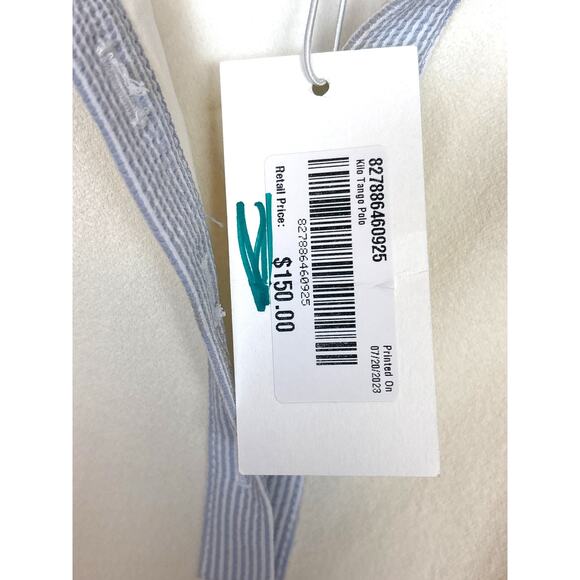 827886460925
Kilo Tango Polo
827886460925
Retail Price:
$150.00
Printed On
07/20/2023